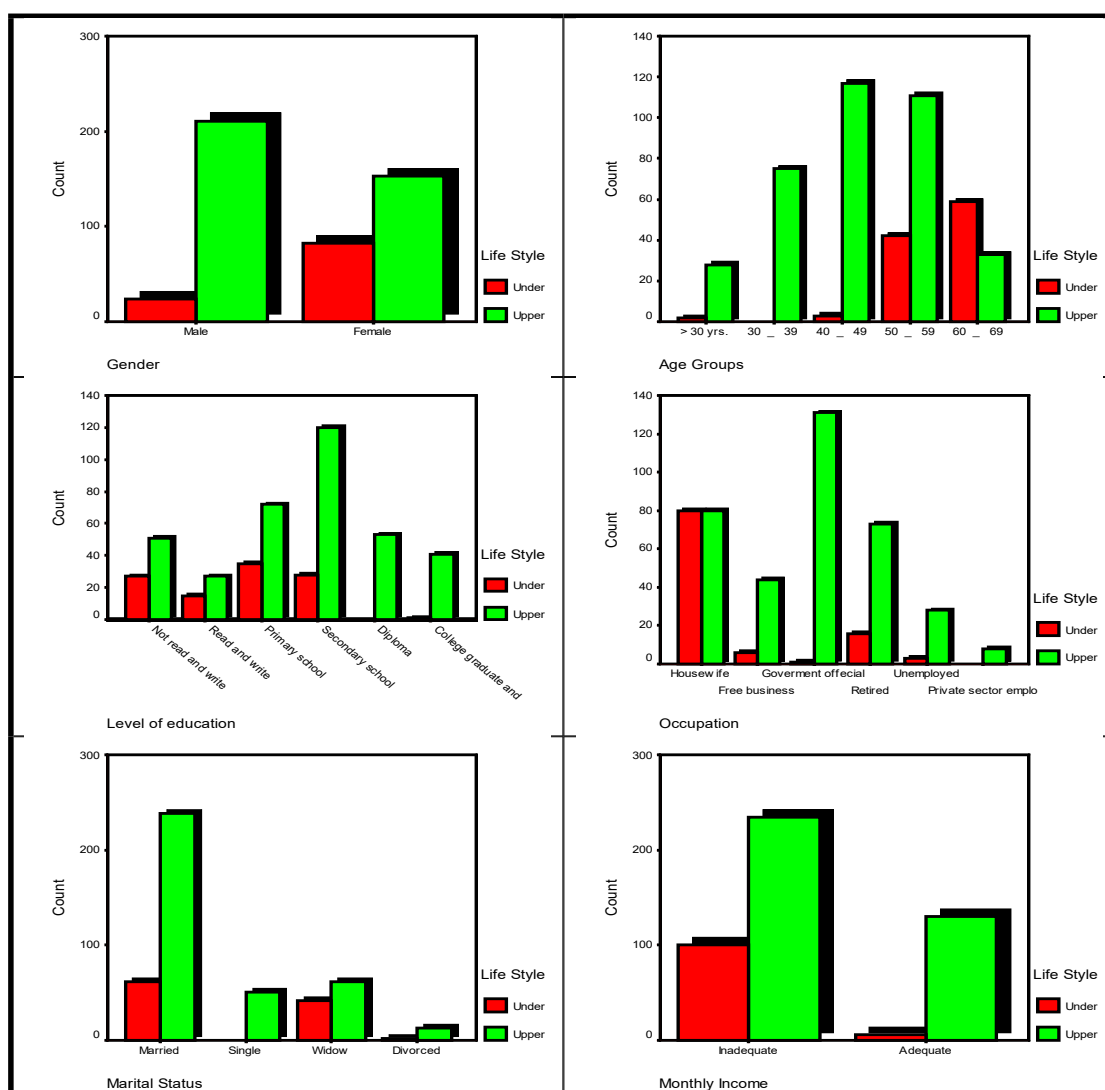 300
200
100
0
Count
Male
Female
Gender
Life Style
Under
Upper
140
120
100
80
60
40
20
0
Count
> 30 yrs.
30 _ 39
40 _ 49
50 _ 59
60 _ 69
Age Groups
Life Style
Under
Upper
140
120
100
80
60
40
20
0
Count
Not read and write
Read and write
Primary school
Secondary school
Diploma
College graduate and
Level of education
Life Style
Under
Upper
140
120
100
80
60
40
20
0
Count
Housewife
Free business
Goverment offecial
Retired
Unemployed
Private sector emplo
Occupation
Life Style
Under
Upper
300
200
100
0
Count
Married
Single
Widow
Divorced
Marital Status
Life Style
Under
Upper
300
200
100
0
Count
Inadequate
Adequate
Monthly Income
Life Style
Under
Upper